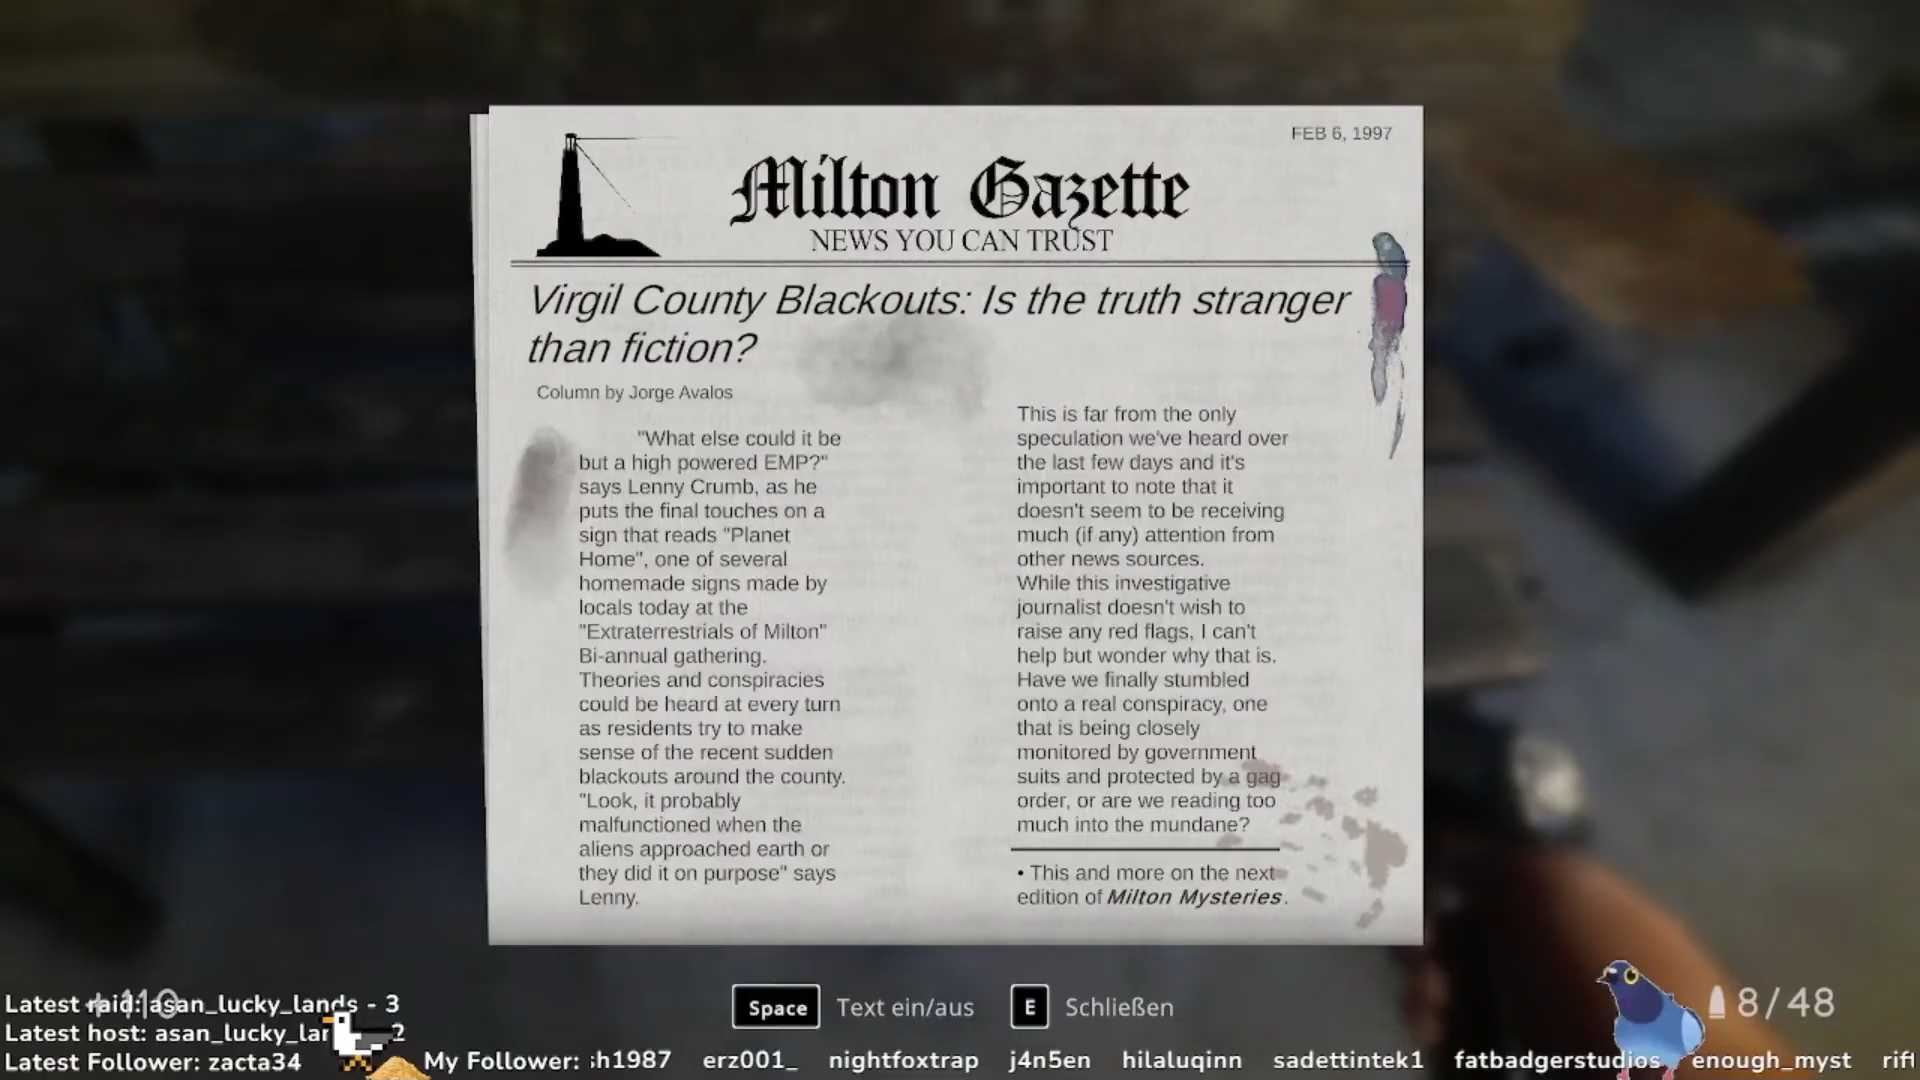 FEB 6, 1997
Milton Gazette
NEWS YOU CAN TRUST
Virgil County Blackouts: Is the truth stranger
than fiction?
Column by Jorge Avalos
"What else could it be
but a high powered EMP?"
says Lenny Crumb, as he
puts the final touches on a
sign that reads "Planet
Home", one of several
homemade signs made by
locals today at the
"Extraterrestrials of Milton"
Bi-annual gathering.
Theories and conspiracies
could be heard at every turn
as residents try to make
sense of the recent sudden
blackouts around the county.
"Look, it probably
malfunctioned when the
aliens approached earth or
they did it on purpose" says
Lenny.
This is far from the only
speculation we've heard over
the last few days and it's
important to note that it
doesn't seem to be receiving
much (if any) attention from
other news sources.
While this investigative
journalist doesn't wish to
raise any red flags, I can't
help but wonder why that is.
Have we finally stumbled
onto a real conspiracy, one
that is being closely
monitored by government
suits and protected by a gag
order, or are we reading too
much into the mundane?
• This and more on the next
edition of Milton Mysteries.
Space Text ein/aus E Schließen
8/48
+110
Latest raid: asan_lucky_lands - 3
Latest host: asan_lucky_lan 2
Latest Follower: zacta34
My Follower: sh1987 erz001_ nightfoxtrap j4n5en hilaluqinn sadettintek1 fatbadgerstudios enough_myst rift